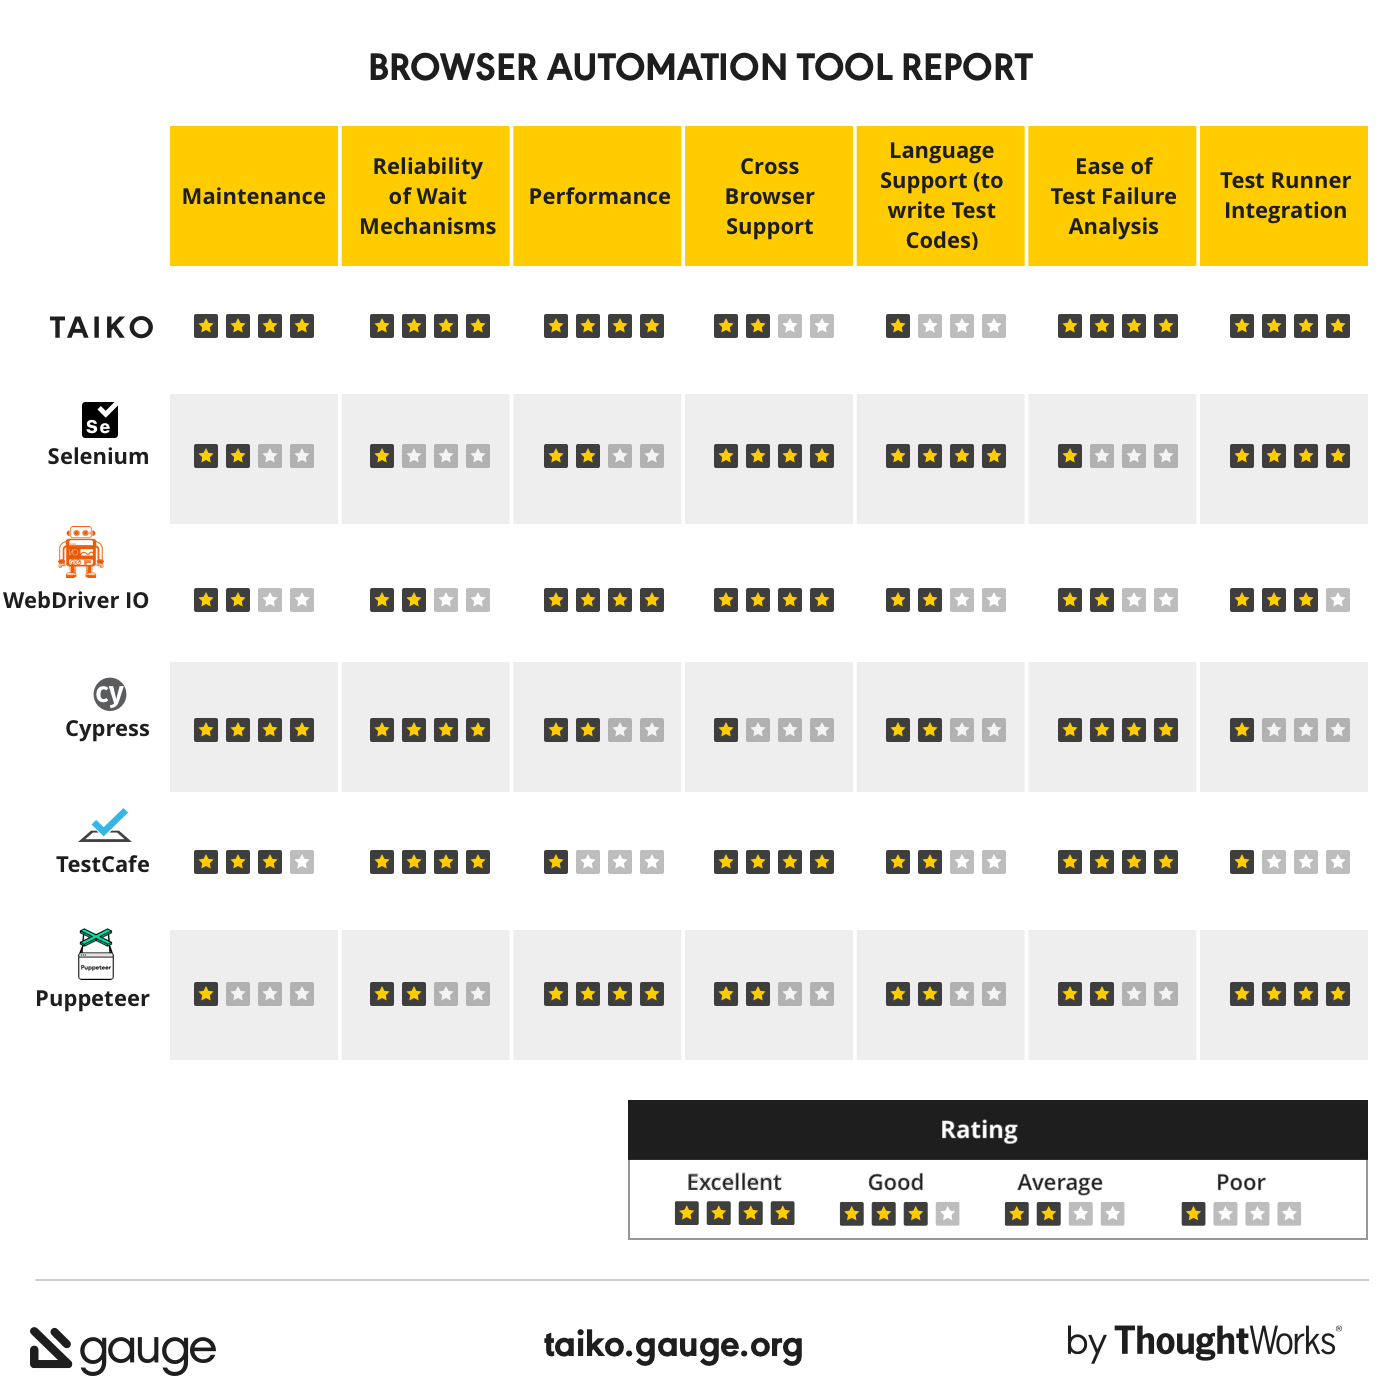 BROWSER AUTOMATION TOOL REPORT
Maintenance
Reliability
of Wait
Mechanisms
Performance
Cross
Browser
Support
Language
Support (to
write Test
Codes)
Ease of
Test Failure
Analysis
Test Runner
Integration
TAIKO
Se
Selenium
WebDriver IO
cy
Cypress
TestCafe
Puppeteer
Puppeteer
Rating
Excellent
Good
Average
Poor
gauge
taiko.gauge.org
by ThoughtWorks®